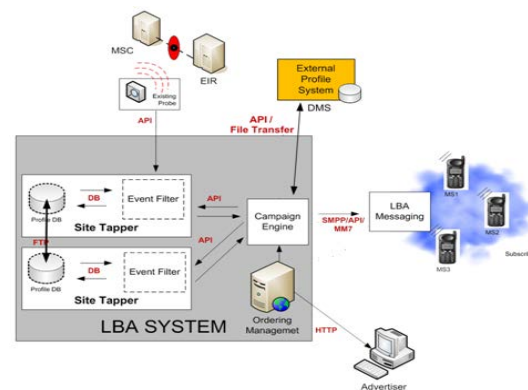 MSC
EIR
Existing
Probe
API
External
Profile
System
DMS
API /
File Transfer
Profile DB
DB
Event Filter
Site Tapper
API
FTP
API
Profile DB
DB
Event Filter
Site Tapper
Campaign
Engine
SMPP/API/
MM7
LBA
Messaging
MS1
MS2
MS3
Subscri
LBA SYSTEM
Ordering
Managemet
HTTP
Advertiser